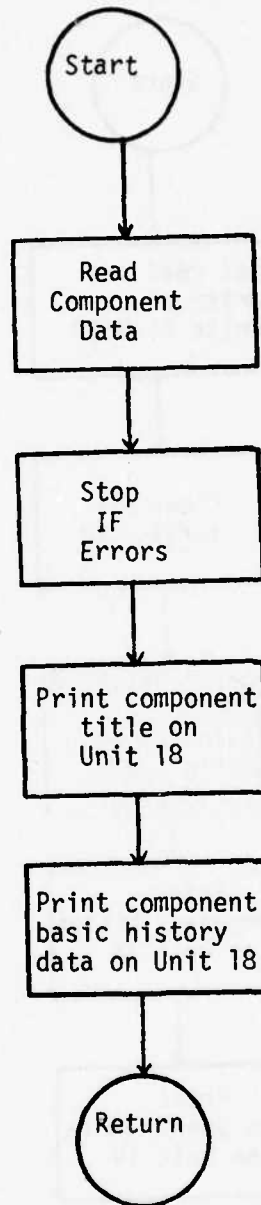 Start
Read
Component
Data
Stop
IF
Errors
Print component
title on
Unit 18
Print component
basic history
data on Unit 18
Return